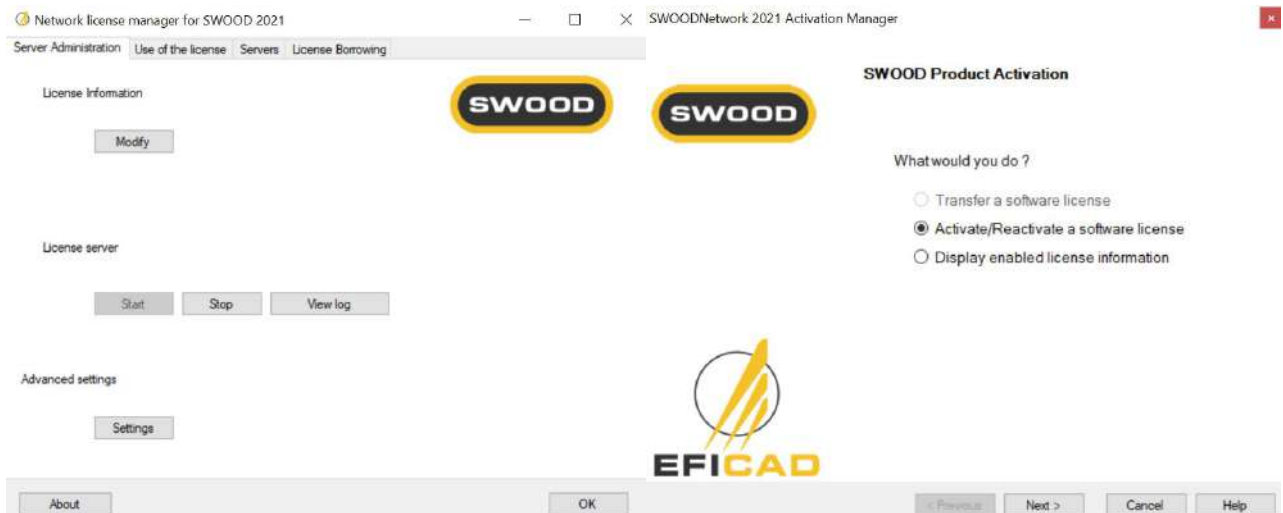 Network license manager for SWOOD 2021
Server Administration Use of the license Servers License Borrowing
License Information
SWOOD
Modify
License server
Start Stop View log
Advanced settings
Settings
About OK
SWOODNetwork 2021 Activation Manager
SWOOD Product Activation
SWOOD
What would you do ?
Transfer a software license
Activate/Reactivate a software license
Display enabled license information
EFICAD
< Previous Next > Cancel Help